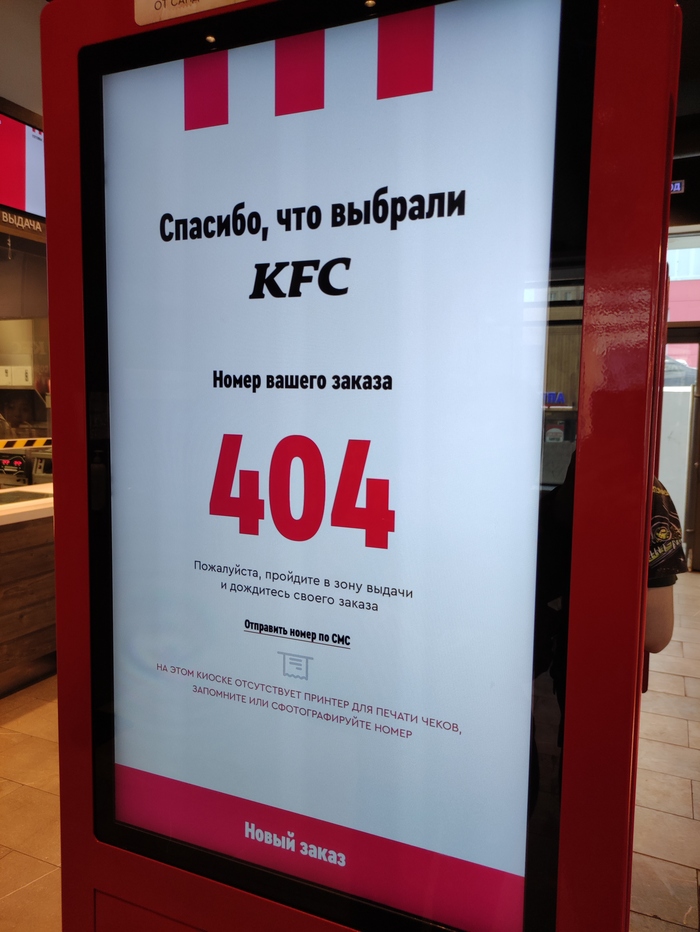 ВЫДАЧА
Спасибо, что выбрали
KFC
Номер вашего заказа
404
Пожалуйста, пройдите в зону выдачи
и дождитесь своего заказа
Отправить номер по СМС
НА ЭТОМ КИОСКЕ ОТСУТСТВУЕТ ПРИНТЕР ДЛЯ ПЕЧАТИ ЧЕКОВ,
ЗАПОМНИТЕ ИЛИ СФОТОГРАФИРУЙТЕ НОМЕР
Новый заказ